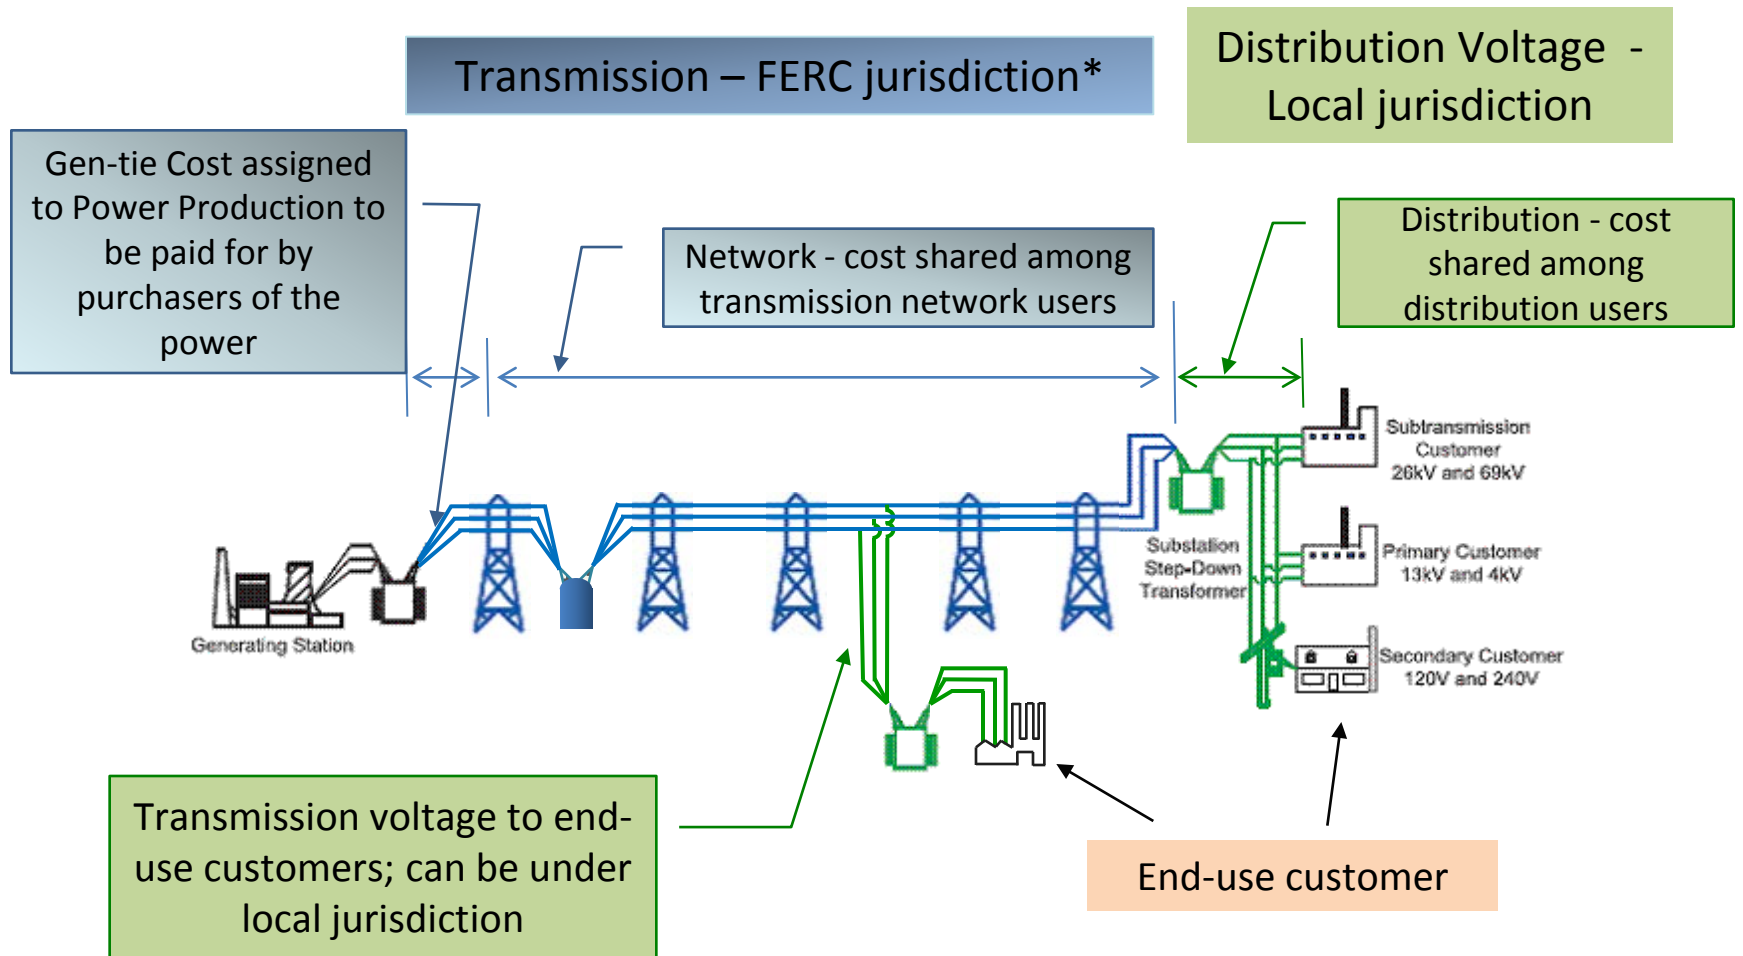 Transmission – FERC jurisdiction*
Distribution Voltage -
Local jurisdiction
Gen-tie Cost assigned
to Power Production to
be paid for by
purchasers of the
power
Network - cost shared among
transmission network users
Distribution - cost
shared among
distribution users
Subtransmission
Customer
26kV and 69kV
Substation
Step-Down
Transformer
Primary Customer
13kV and 4kV
Generating Station
Secondary Customer
120V and 240V
Transmission voltage to end-
use customers; can be under
local jurisdiction
End-use customer